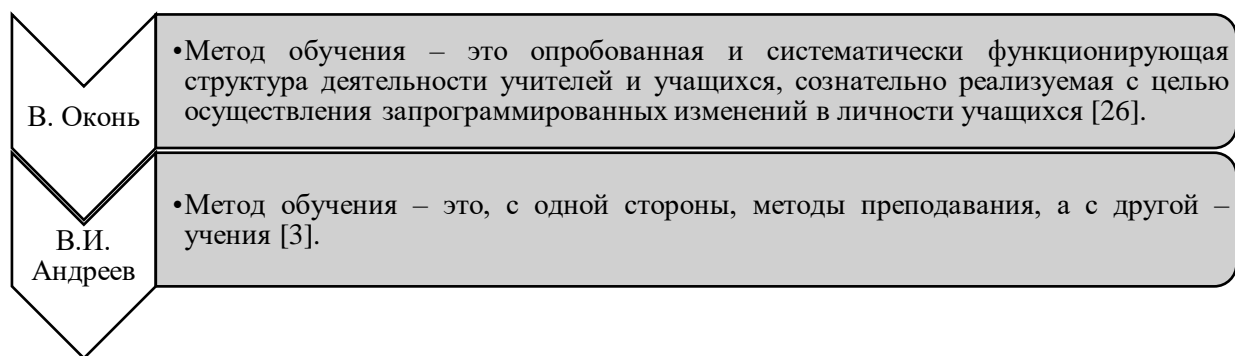 В. Оконь
•Метод обучения – это опробованная и систематически функционирующая
структура деятельности учителей и учащихся, сознательно реализуемая с целью
осуществления запрограммированных изменений в личности учащихся [26].
В.И.
Андреев
•Метод обучения – это, с одной стороны, методы преподавания, а с другой –
учения [3].